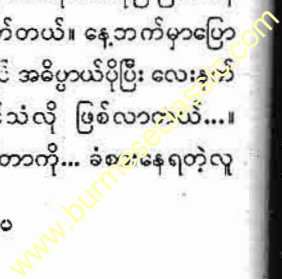 က်တယ်။ နေ့ဘက်မှာပြော
အဓိပ္ပာယ်ပိုပြီး လေးနက်
သံလို ဖြစ်လာတယ်...။
တာကို... ခံစားနေရတဲ့လူ
မ
www.burmeseclassic.com